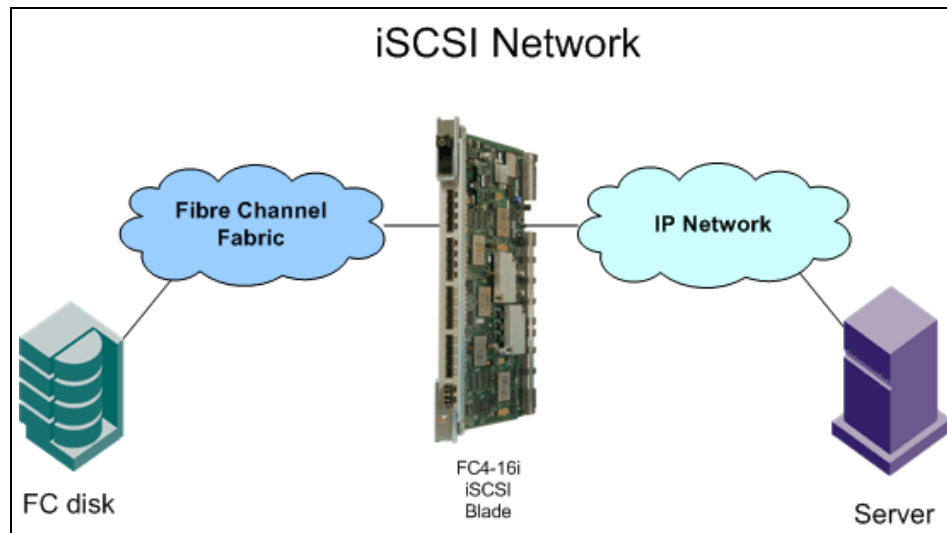 iSCSI Network
Fibre Channel
Fabric
IP Network
FC4-16i
iSCSI
Blade
FC disk
Server